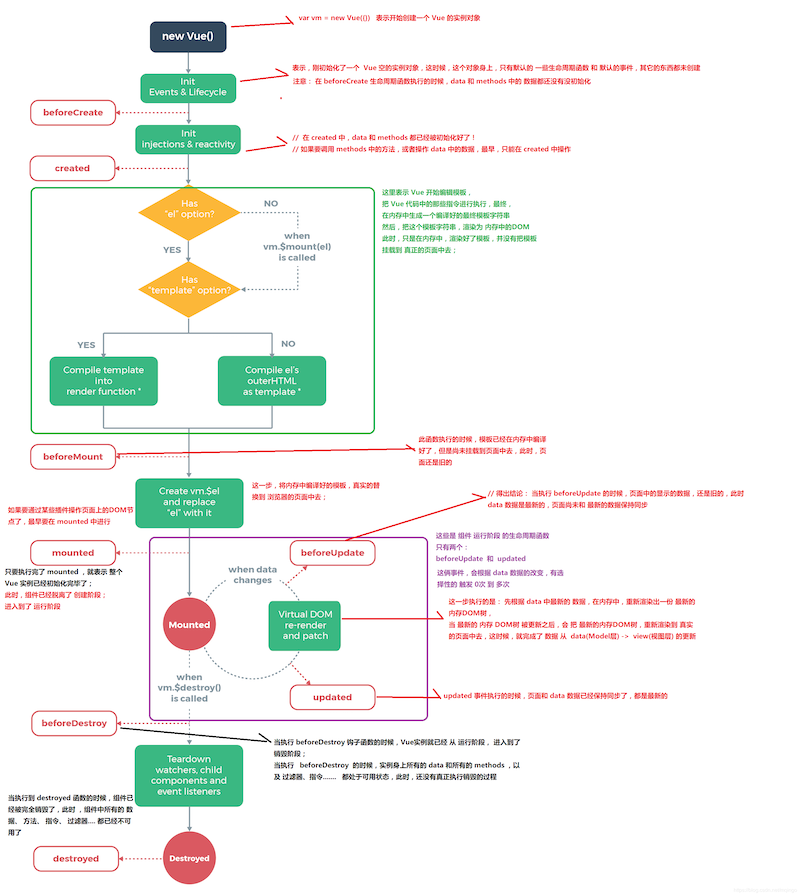 var vm = new Vue({}) 表示开始创建一个 Vue 的实例对象
new Vue()
表示，刚初始化了一个 Vue 空的实例对象，这时候，这个对象身上，只有默认的 一些生命周期函数 和 默认的事件，其它的东西都未创建
注意： 在 beforeCreate 生命周期函数执行的时候，data 和 methods 中的 数据都还没有没初始化
Init
Events & Lifecycle
beforeCreate
Init
injections & reactivity
// 在 created 中，data 和 methods 都已经被初始化好了！
// 如果要调用 methods 中的方法，或者操作 data 中的数据，最早，只能在 created 中操作
created
这里表示 Vue 开始编辑模板，
把 Vue 代码中的那些指令进行执行，最终，
在内存中生成一个编译好的最终模板字符串
然后，把这个模板字符串，渲染为 内存中的DOM
此时，只是在内存中，渲染好了模板，并没有把模板
挂载到 真正的页面中去；
Has
"el" option?
NO
YES
when
vm.$mount(el)
is called
Has
"template" option?
YES
NO
Compile template
into
render function *
Compile el's
outerHTML
as template *
此函数执行的时候，模板已经在内存中编译
好了，但是尚未挂载到页面中去，此时，页
面还是旧的
beforeMount
Create vm.$el
and replace
"el" with it
这一步，将内存中编译好的模板，真实的替
换到 浏览器的页面中去；
// 得出结论： 当执行 beforeUpdate 的时候，页面中的显示的数据，还是旧的，此时
data 数据是最新的，页面尚未和 最新的数据保持同步
如果要通过某些插件操作页面上的DOM节
点了，最早要在 mounted 中进行
mounted
只要执行完了 mounted ，就表示 整个
Vue 实例已经初始化完毕了；
此时，组件已经脱离了 创建阶段；
进入到了 运行阶段
beforeUpdate
when data
changes
这些是 组件 运行阶段 的生命周期函数
只有两个：
beforeUpdate 和 updated
这俩事件，会根据 data 数据的改变，有选
择性的 触发 0次 到 多次
Mounted
Virtual DOM
re-render
and patch
这一步执行的是： 先根据 data 中最新的 数据，在内存中，重新渲染出一份 最新的
内存DOM树，
当 最新的 内存 DOM树 被更新之后，会 把 最新的内存DOM树，重新渲染到 真实
的页面中去，这时候，就完成了 数据 从 data(Model层) -> view(视图层) 的更新
when
vm.$destroy()
is called
updated
updated 事件执行的时候，页面和 data 数据已经保持同步了，都是最新的
beforeDestroy
当执行 beforeDestroy 钩子函数的时候，Vue实例就已经 从 运行阶段 ，进入到了
销毁阶段；
当执行 beforeDestroy 的时候，实例身上所有的 data 和所有的 methods ，以
及 过滤器、指令....... 都处于可用状态，此时，还没有真正执行销毁的过程
Teardown
watchers, child
components and
event listeners
当执行到 destroyed 函数的时候，组件已
经被完全销毁了，此时 ，组件中所有的 数
据、 方法、 指令、 过滤器.... 都已经不可
用了
destroyed
Destroyed